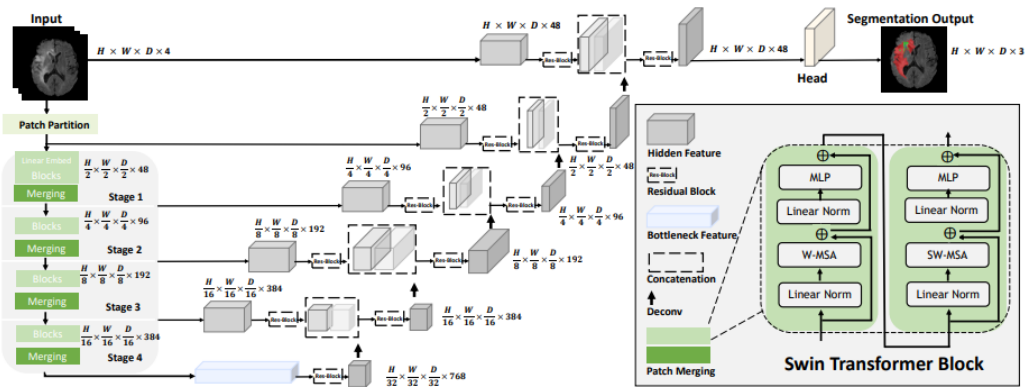 Input
H × W × D × 4
Patch Partition
Linear Embed
Blocks
H/2 × W/2 × D/2 × 48
Merging
Stage 1
Blocks
H/4 × W/4 × D/4 × 96
Merging
Stage 2
Blocks
H/8 × W/8 × D/8 × 192
Merging
Stage 3
Blocks
H/16 × W/16 × D/16 × 384
Merging
Stage 4
H × W × D × 48
Res-Block
Res-Block
H × W × D × 48
Head
Segmentation Output
H × W × D × 3
H/2 × W/2 × D/2 × 48
Res-Block
Res-Block
H/2 × W/2 × D/2 × 48
H/4 × W/4 × D/4 × 96
Res-Block
Res-Block
H/4 × W/4 × D/4 × 96
H/8 × W/8 × D/8 × 192
Res-Block
Res-Block
H/8 × W/8 × D/8 × 192
H/16 × W/16 × D/16 × 384
Res-Block
Res-Block
H/16 × W/16 × D/16 × 384
Res-Block
H/32 × W/32 × D/32 × 768
Hidden Feature
Res-Block
Residual Block
Bottleneck Feature
Concatenation
Deconv
Patch Merging
MLP
Linear Norm
W-MSA
Linear Norm
MLP
Linear Norm
SW-MSA
Linear Norm
Swin Transformer Block